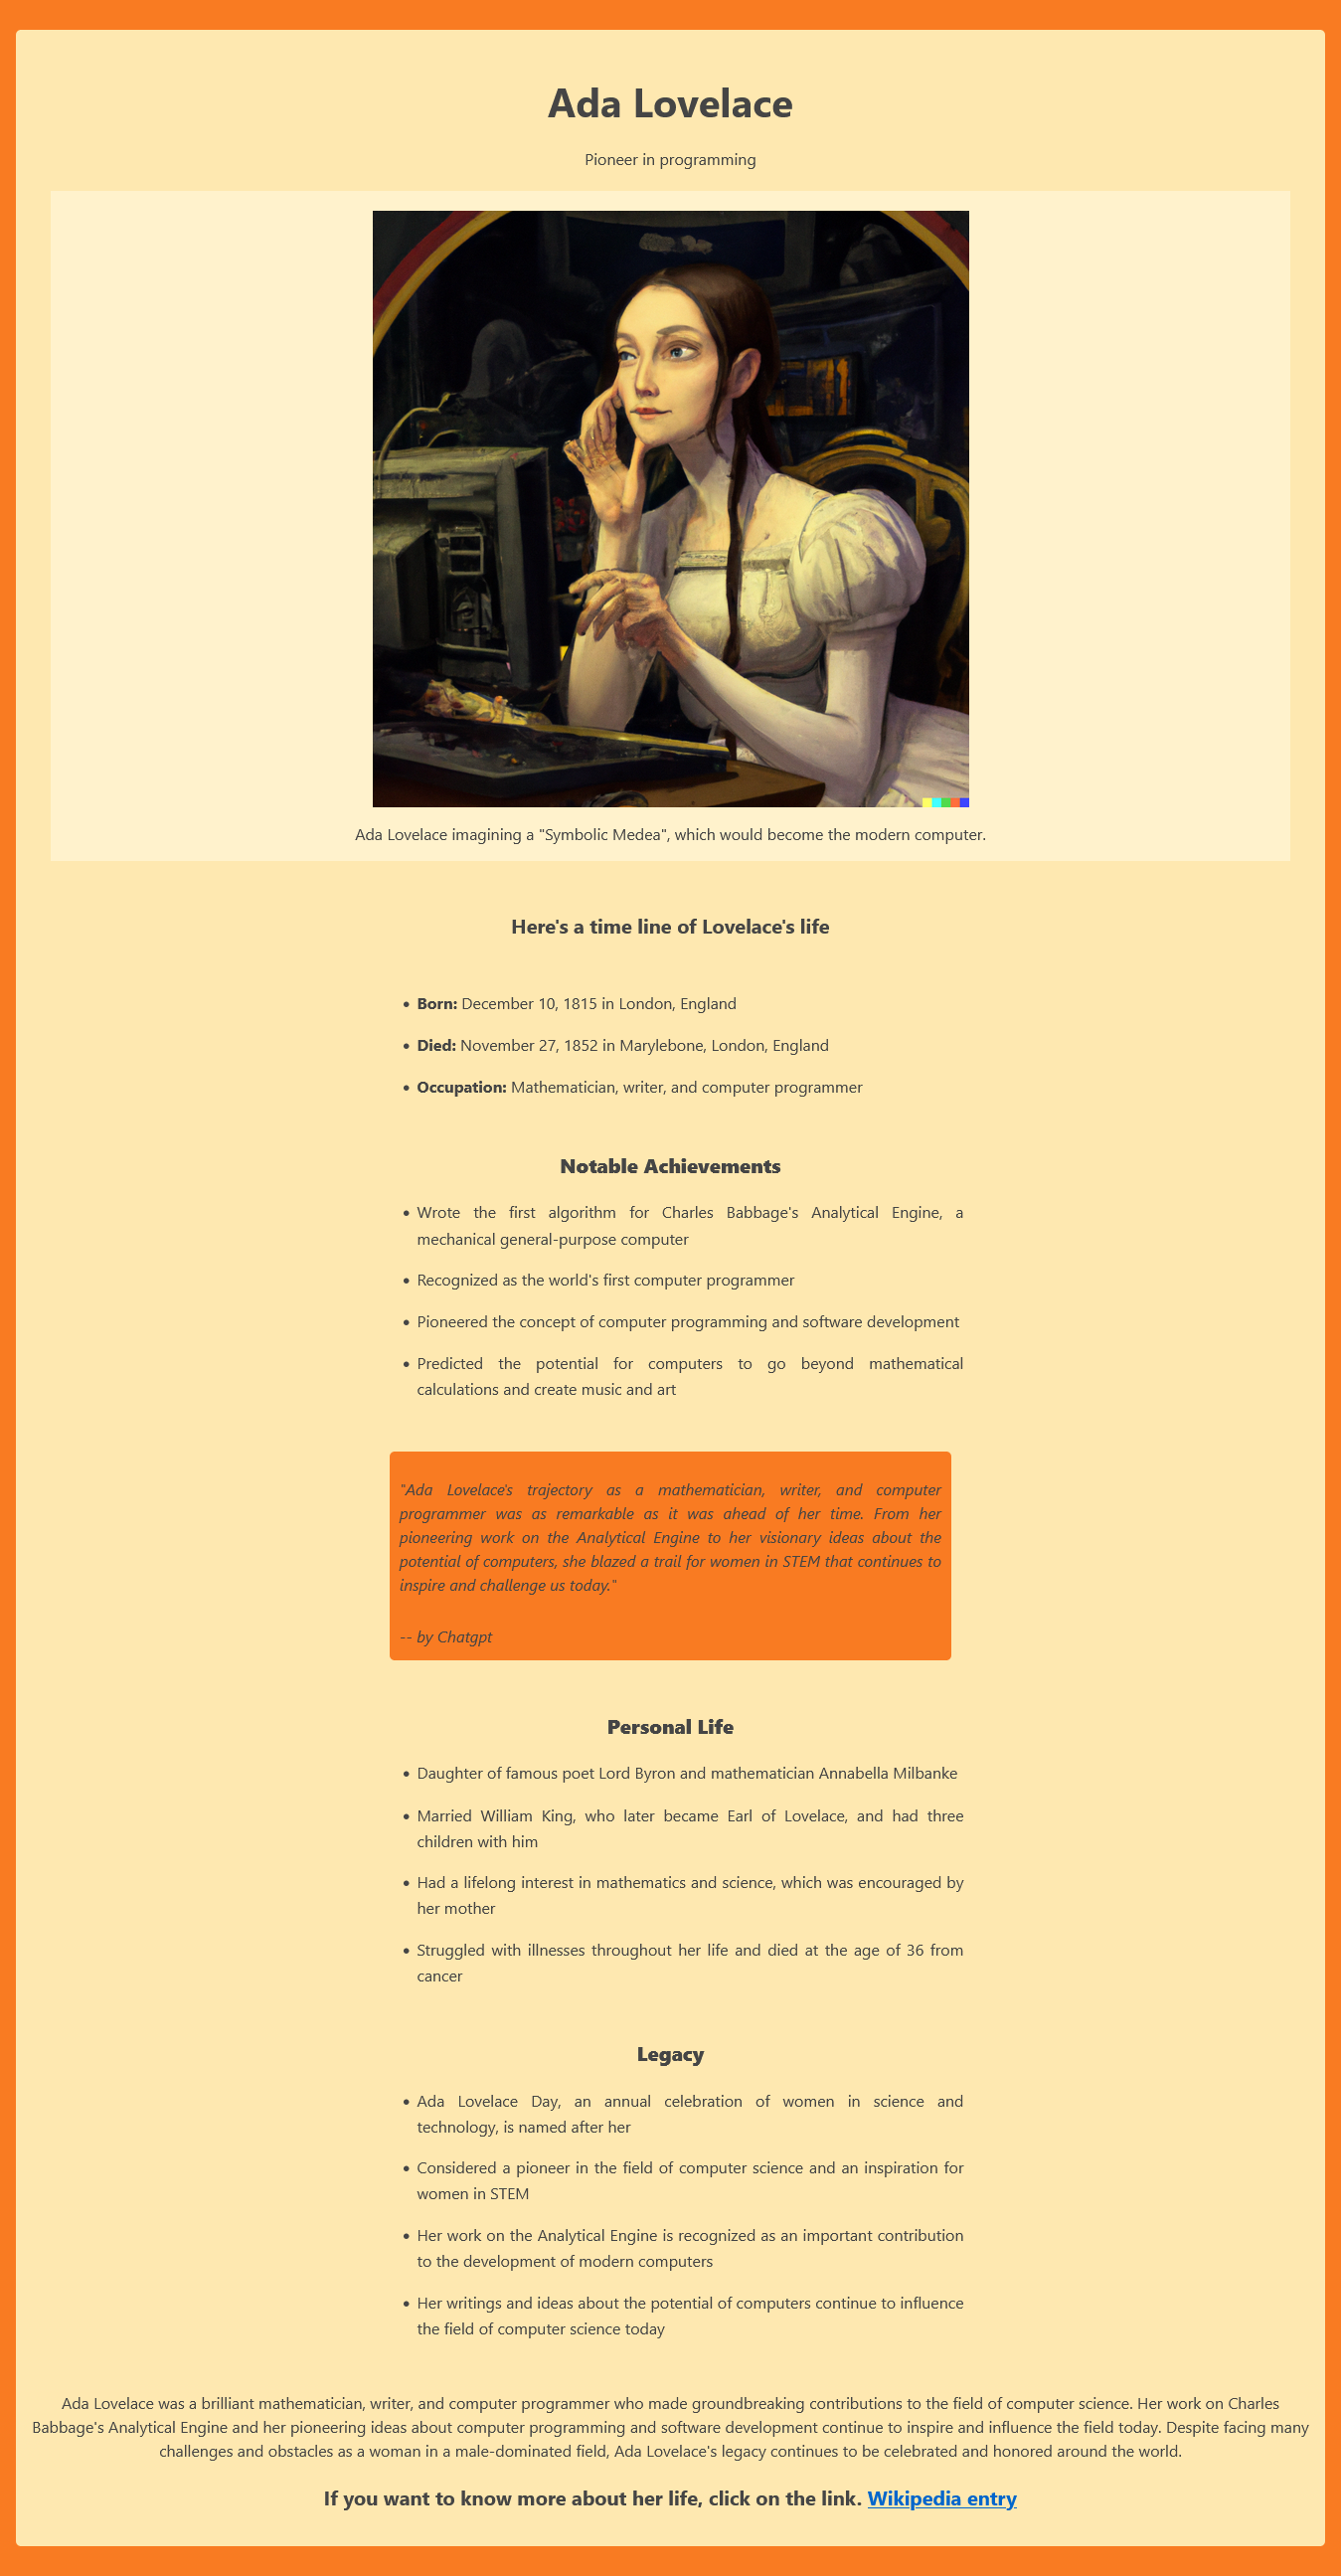 Ada Lovelace
Pioneer in programming
Ada Lovelace imagining a "Symbolic Medea", which would become the modern computer.
Here's a time line of Lovelace's life
• Born: December 10, 1815 in London, England
• Died: November 27, 1852 in Marylebone, London, England
• Occupation: Mathematician, writer, and computer programmer
Notable Achievements
• Wrote the first algorithm for Charles Babbage's Analytical Engine, a
mechanical general-purpose computer
• Recognized as the world's first computer programmer
• Pioneered the concept of computer programming and software development
• Predicted the potential for computers to go beyond mathematical
calculations and create music and art
"Ada Lovelace's trajectory as a mathematician, writer, and computer
programmer was as remarkable as it was ahead of her time. From her
pioneering work on the Analytical Engine to her visionary ideas about the
potential of computers, she blazed a trail for women in STEM that continues to
inspire and challenge us today."
-- by Chatgpt
Personal Life
• Daughter of famous poet Lord Byron and mathematician Annabella Milbanke
• Married William King, who later became Earl of Lovelace, and had three
children with him
• Had a lifelong interest in mathematics and science, which was encouraged by
her mother
• Struggled with illnesses throughout her life and died at the age of 36 from
cancer
Legacy
• Ada Lovelace Day, an annual celebration of women in science and
technology, is named after her
• Considered a pioneer in the field of computer science and an inspiration for
women in STEM
• Her work on the Analytical Engine is recognized as an important contribution
to the development of modern computers
• Her writings and ideas about the potential of computers continue to influence
the field of computer science today
Ada Lovelace was a brilliant mathematician, writer, and computer programmer who made groundbreaking contributions to the field of computer science. Her work on Charles
Babbage's Analytical Engine and her pioneering ideas about computer programming and software development continue to inspire and influence the field today. Despite facing many
challenges and obstacles as a woman in a male-dominated field, Ada Lovelace's legacy continues to be celebrated and honored around the world.
If you want to know more about her life, click on the link. Wikipedia entry